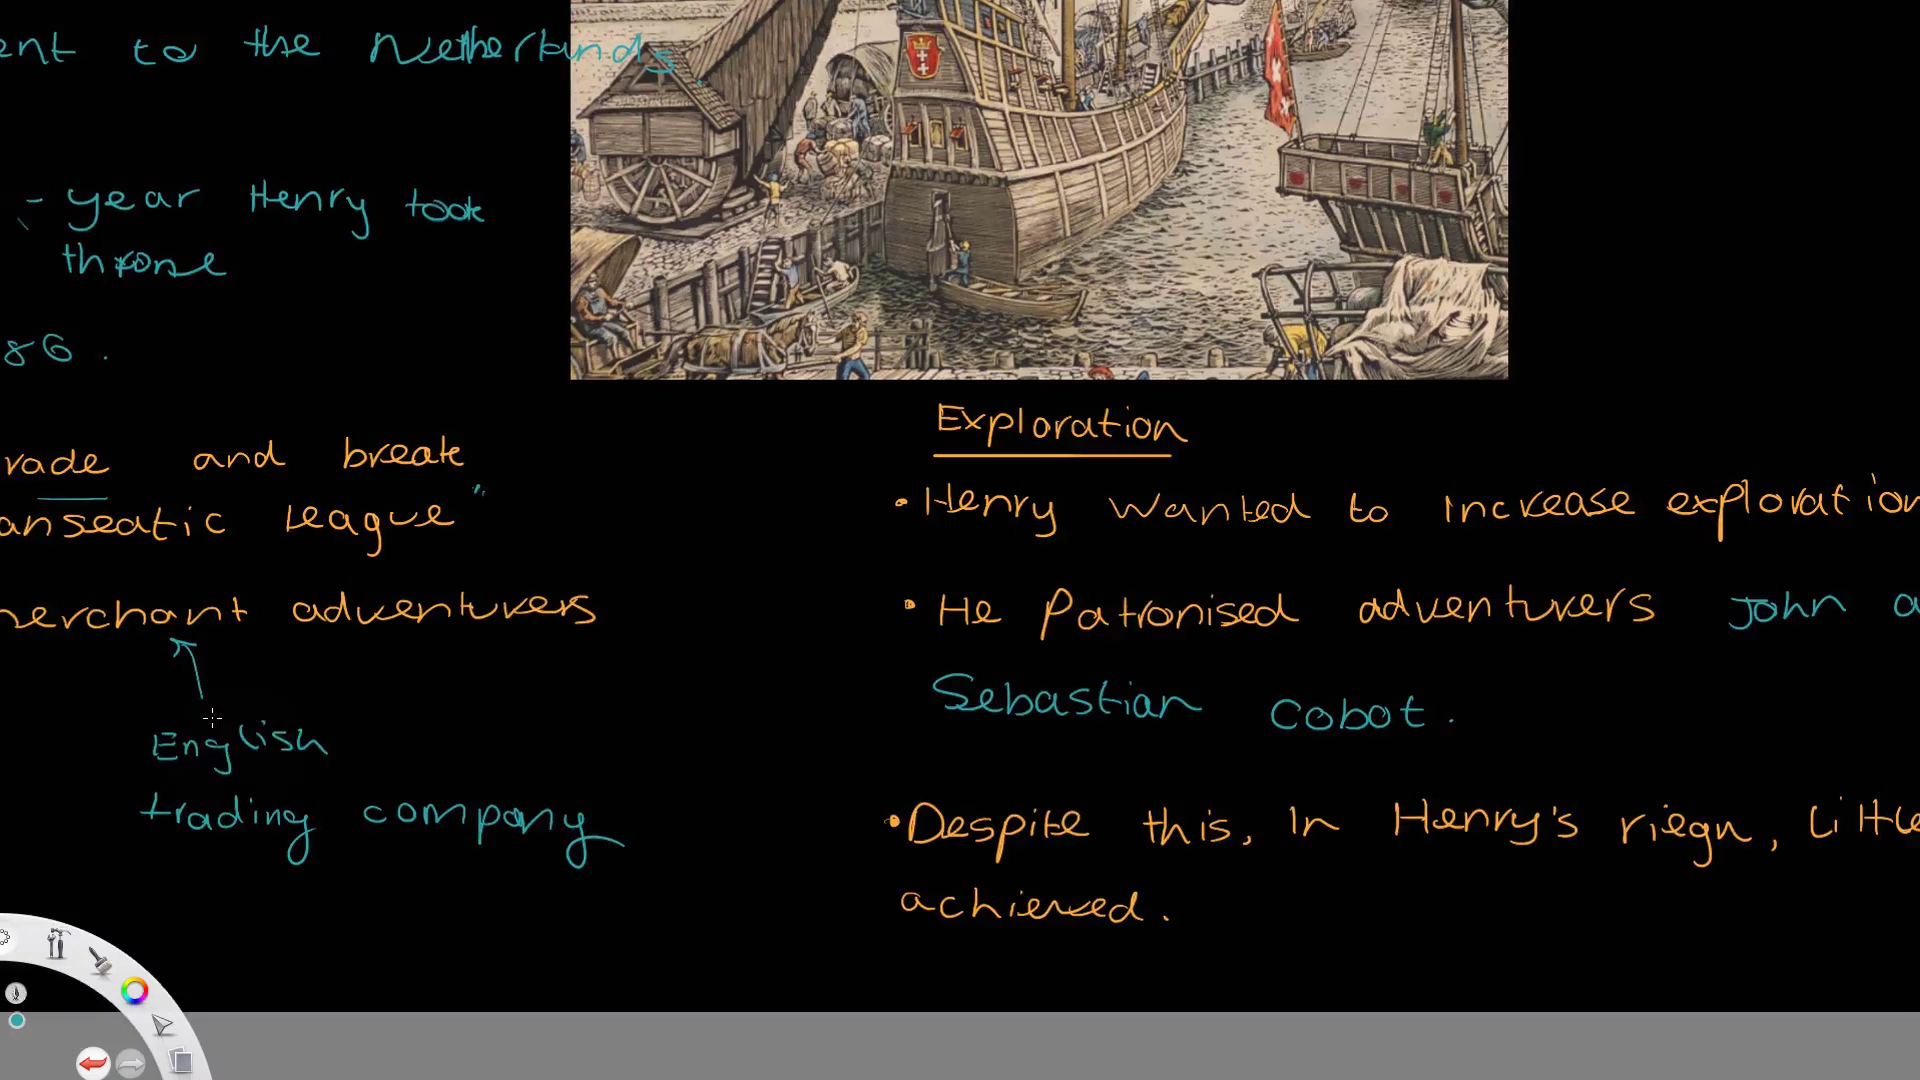 ent to the Netherlands.
- year Henry took
throne
86.
rade and break
anseatic League"
merchant adventurers
English
trading company
Exploration
• Henry wanted to increase exploration
• He Patronised adventurers John a
Sebastian Cobot.
• Despite this, In Henry's riegn, Little
achieved.